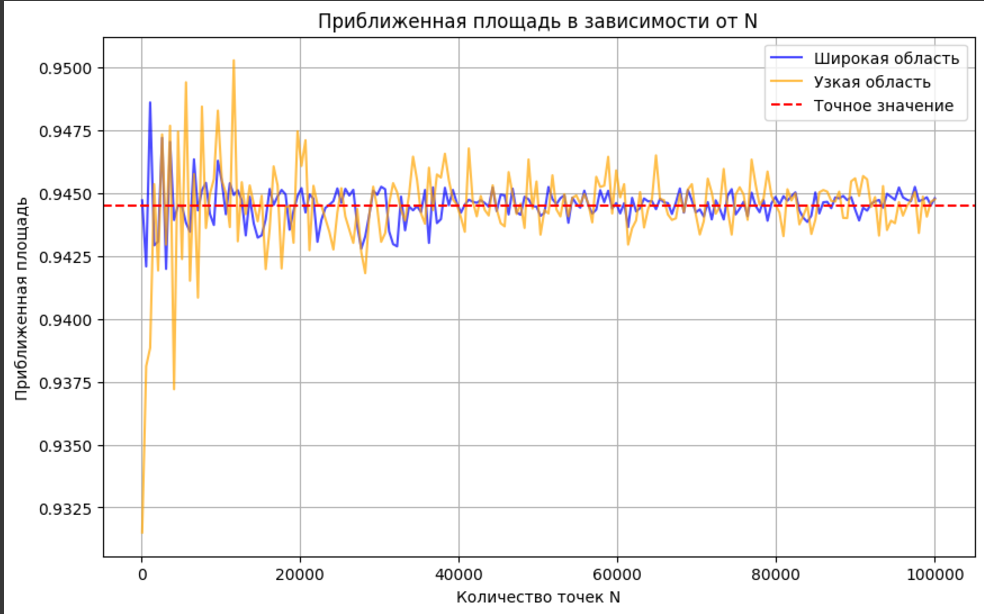 Приближенная площадь в зависимости от N
Широкая область
Узкая область
Точное значение
Приближенная площадь
0.9500
0.9475
0.9450
0.9425
0.9400
0.9375
0.9350
0.9325
0
20000
40000
60000
80000
100000
Количество точек N